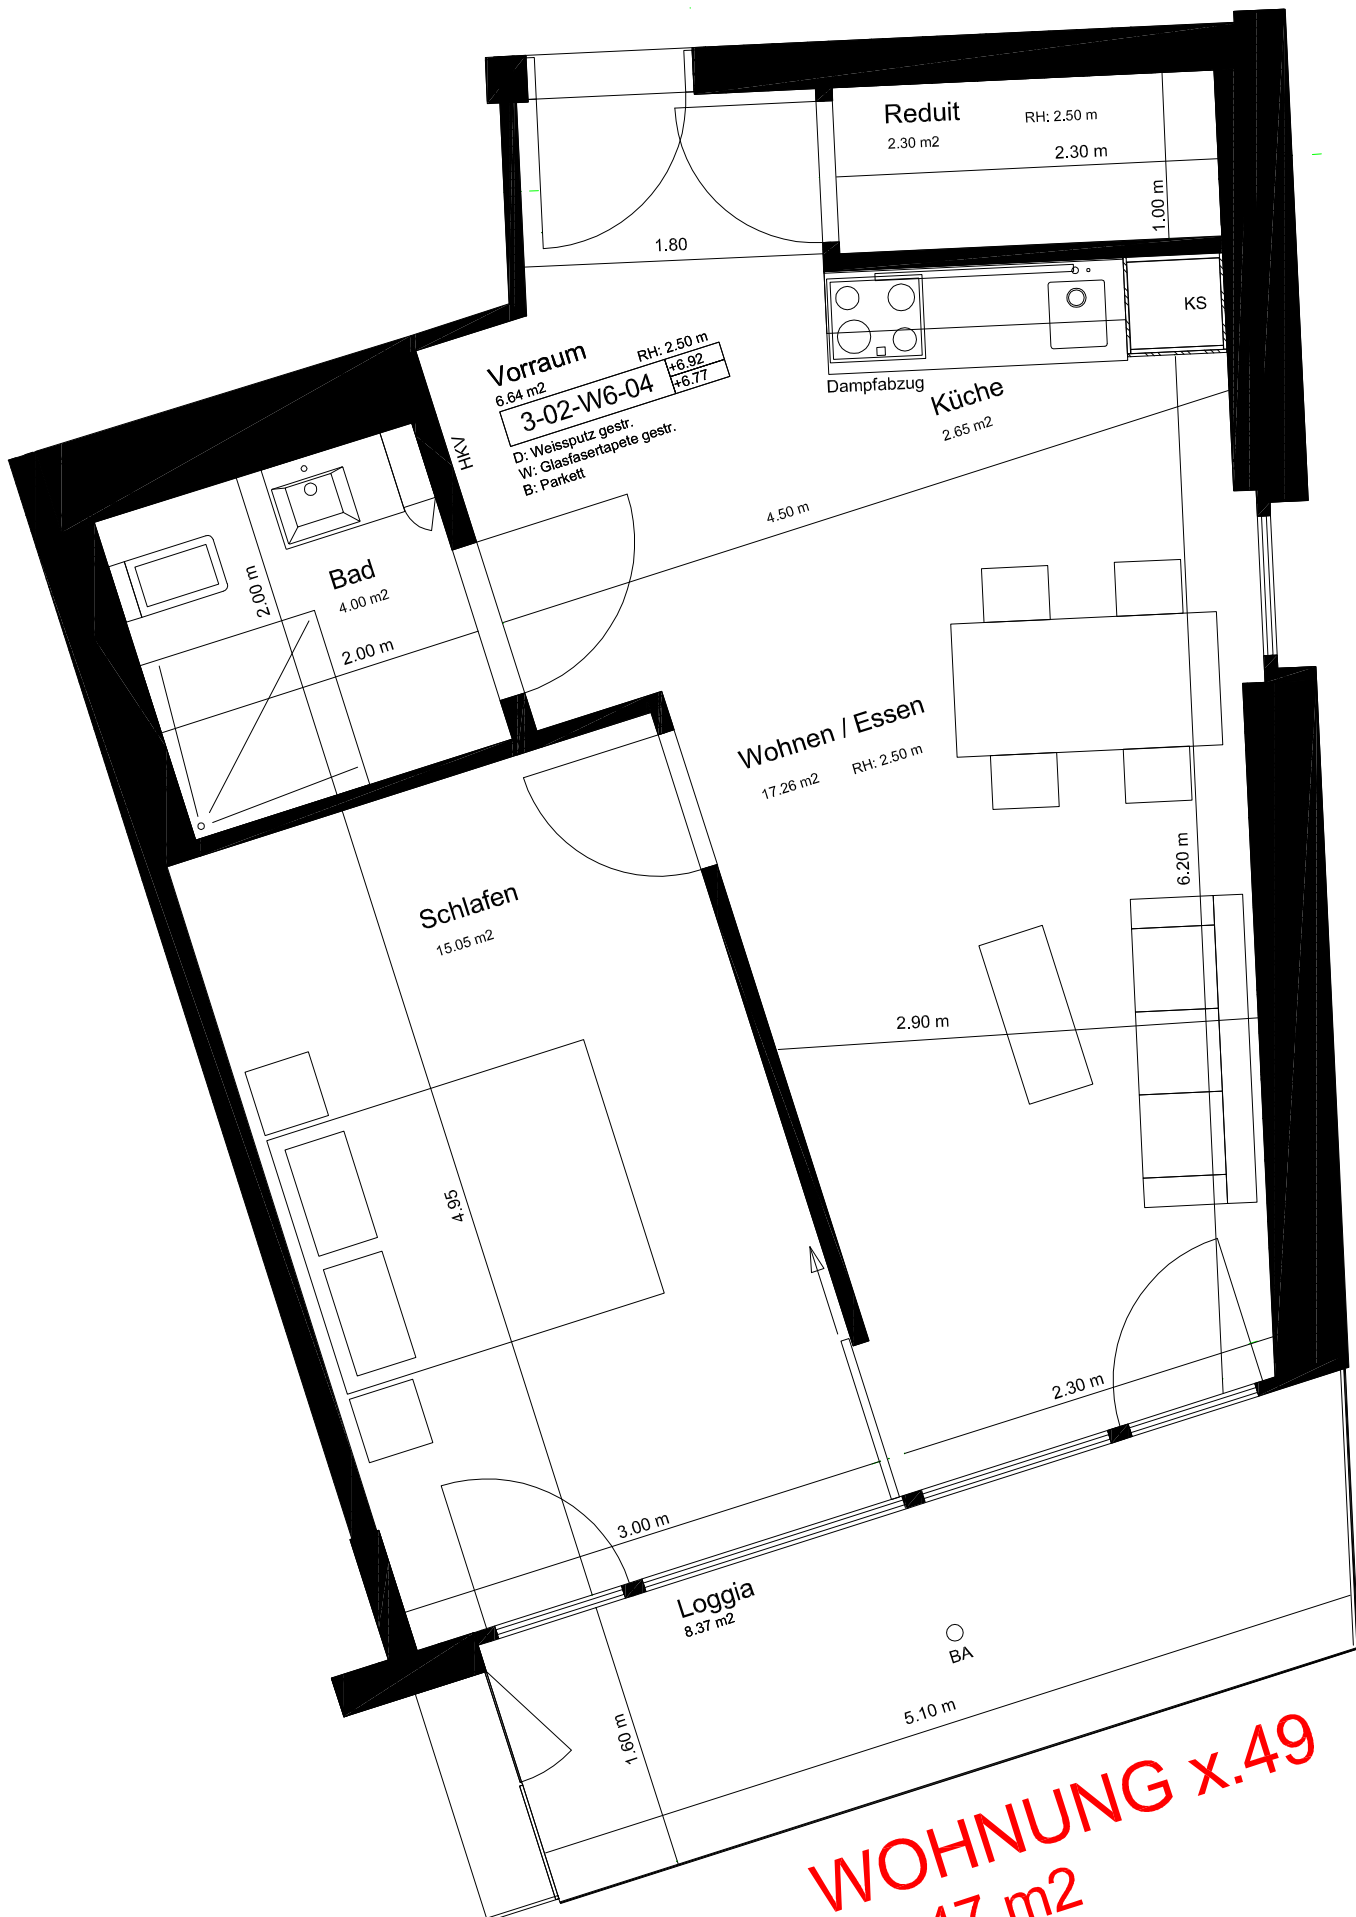 Reduit
RH: 2.50 m
2.30 m2
2.30 m
1.00 m
1.80
KS
Vorraum
RH: 2.50 m
6.64 m2
3-02-W6-04
+6.92
+6.77
D: Weissputz gestr.
W: Glasfasertapete gestr.
B: Parkett
HKV
Dampfabzug
Küche
2.65 m2
4.50 m
Bad
4.00 m2
2.00 m
2.00 m
Wohnen / Essen
17.26 m2
RH: 2.50 m
6.20 m
Schlafen
15.05 m2
2.90 m
4.95
2.30 m
3.00 m
Loggia
8.37 m2
BA
5.10 m
1.60 m
WOHNUNG x.49
47 m2